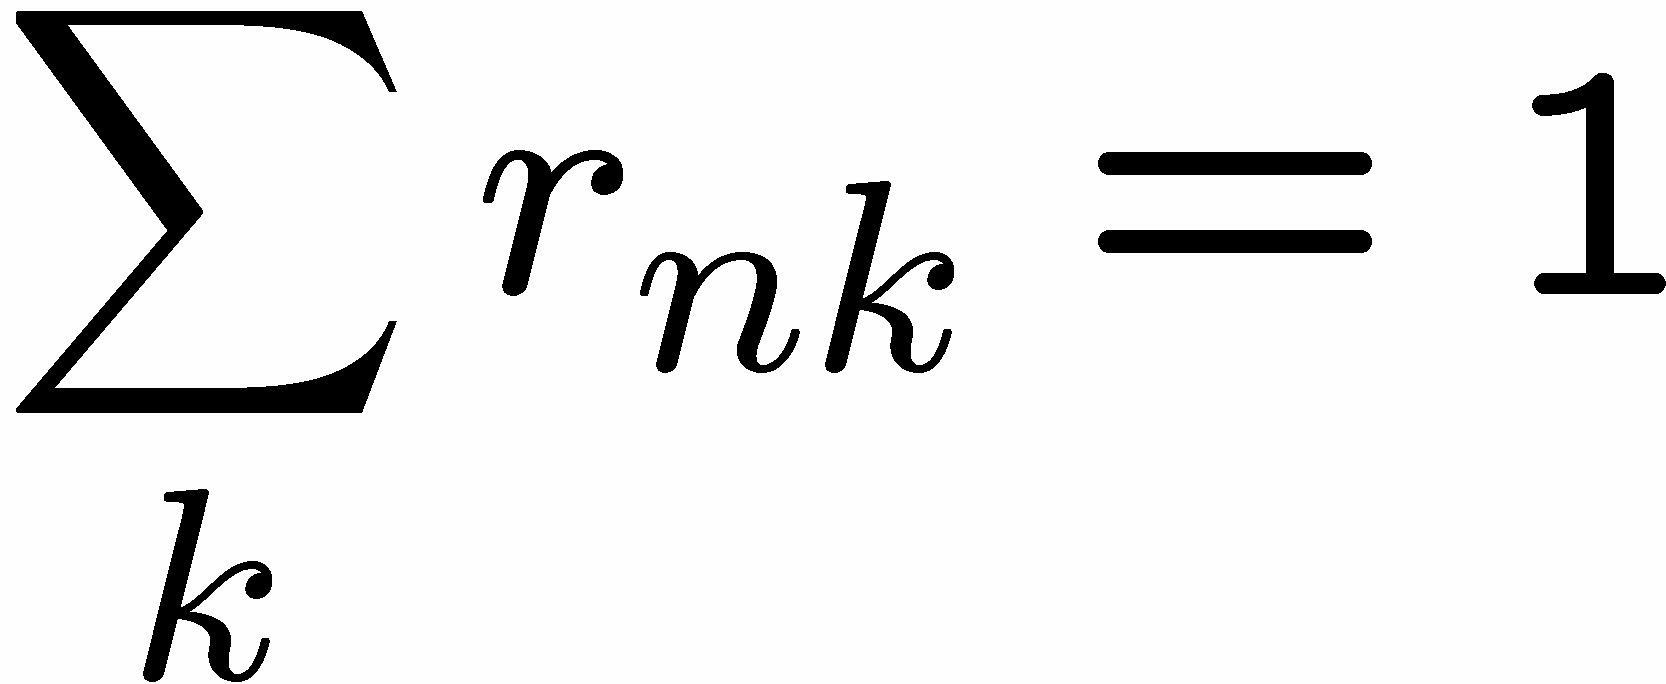 ∑ r_{nk} = 1
k